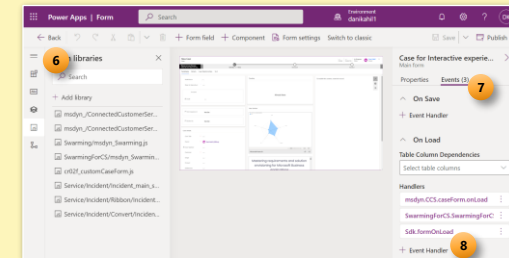 Power Apps | Form
Search
Environment
danikahil1
Back
Form field
Component
Form settings
Switch to classic
Save
Publish
6
libraries
Search
Add library
msdyn_/ConnectedCustomerSer...
msdyn_/ConnectedCustomerSer...
Swarming/msdyn_Swarming.js
SwarmingForCS/msdyn_Swarmin...
cr02f_customCaseForm.js
Service/Incident/Incident_main_s...
Service/Incident/Ribbon/Incident...
Service/Incident/Convert/Inciden...
Case for Interactive experie...
Main form
Properties
Events (3)
7
On Save
+ Event Handler
On Load
Table Column Dependencies
Select table columns
Handlers
msdyn.CCS.caseForm.onLoad
SwarmingForCS.SwarmingForC
Sdk.formOnLoad
+ Event Handler
8